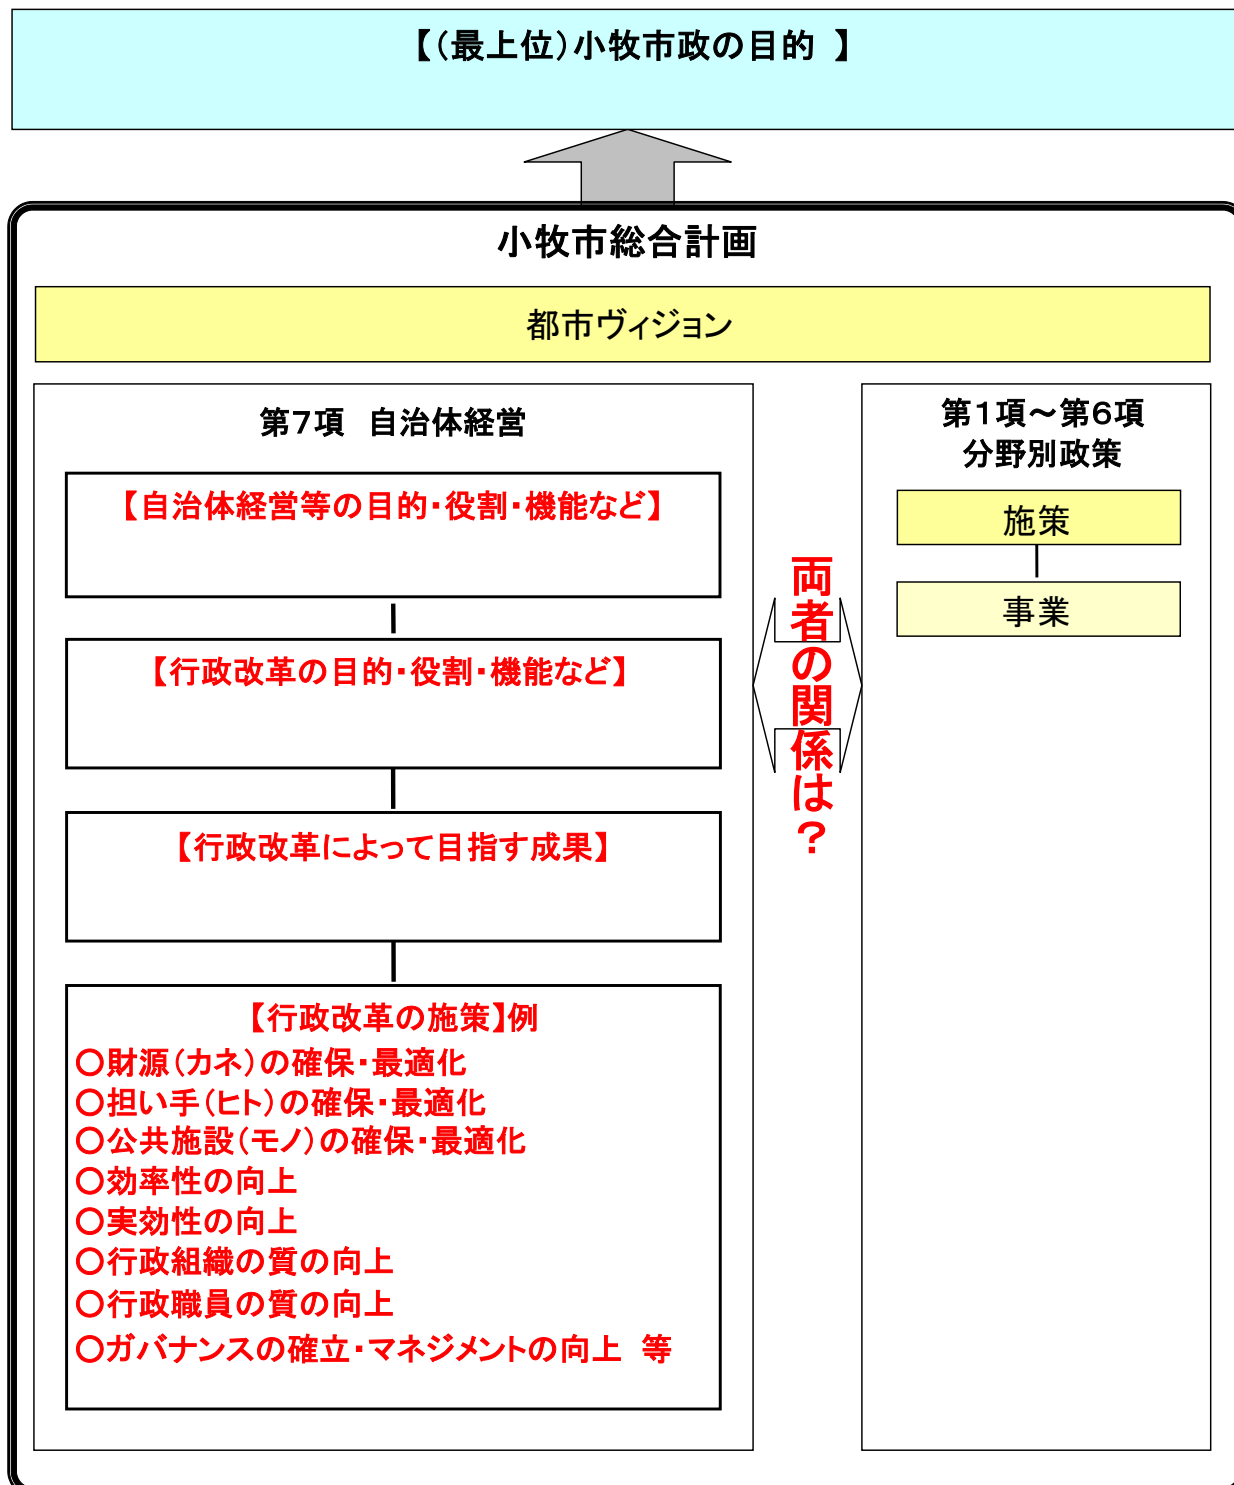 【(最上位)小牧市政の目的 】
小牧市総合計画
都市ヴィジョン
第7項 自治体経営
【自治体経営等の目的・役割・機能など】
【行政改革の目的・役割・機能など】
【行政改革によって目指す成果】
【行政改革の施策】例
○財源(カネ)の確保・最適化
○担い手(ヒト)の確保・最適化
○公共施設(モノ)の確保・最適化
○効率性の向上
○実効性の向上
○行政組織の質の向上
○行政職員の質の向上
○ガバナンスの確立・マネジメントの向上 等
両者の関係は?
第1項~第6項
分野別政策
施策
事業